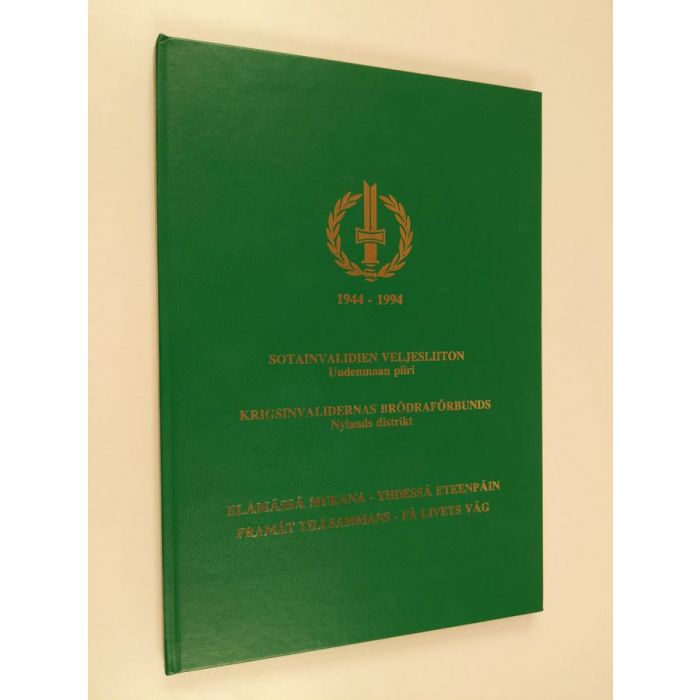 1944 - 1994
SOTAINVALIDIEN VELJESLIITON
Uudenmaan piiri
KRIGSINVALIDERNAS BRÖDRAFÖRBUNDS
Nylands distrikt
ELÄMÄSSÄ MUKANA - YHDESSÄ ETEENPÄIN
FRAMÅT TILLSAMMANS - PÅ LIVETS VÄG